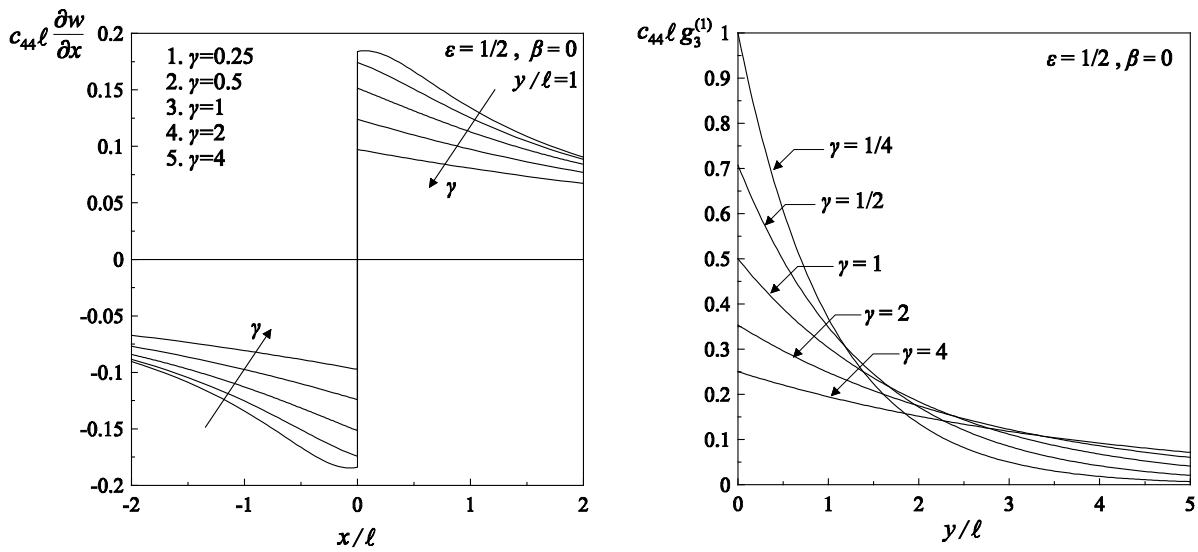 c₄₄ℓ ∂w/∂x
0.2
0.15
0.1
0.05
0
-0.05
-0.1
-0.15
-0.2
1. γ=0.25
2. γ=0.5
3. γ=1
4. γ=2
5. γ=4
ε=1/2 , β=0
y/ℓ=1
γ
γ
-2 -1 0 1 2
x/ℓ
c₄₄ℓ g₃⁽¹⁾
1
0.9
0.8
0.7
0.6
0.5
0.4
0.3
0.2
0.1
0
ε=1/2 , β=0
γ = 1/4
γ = 1/2
γ = 1
γ = 2
γ = 4
0 1 2 3 4 5
y/ℓ